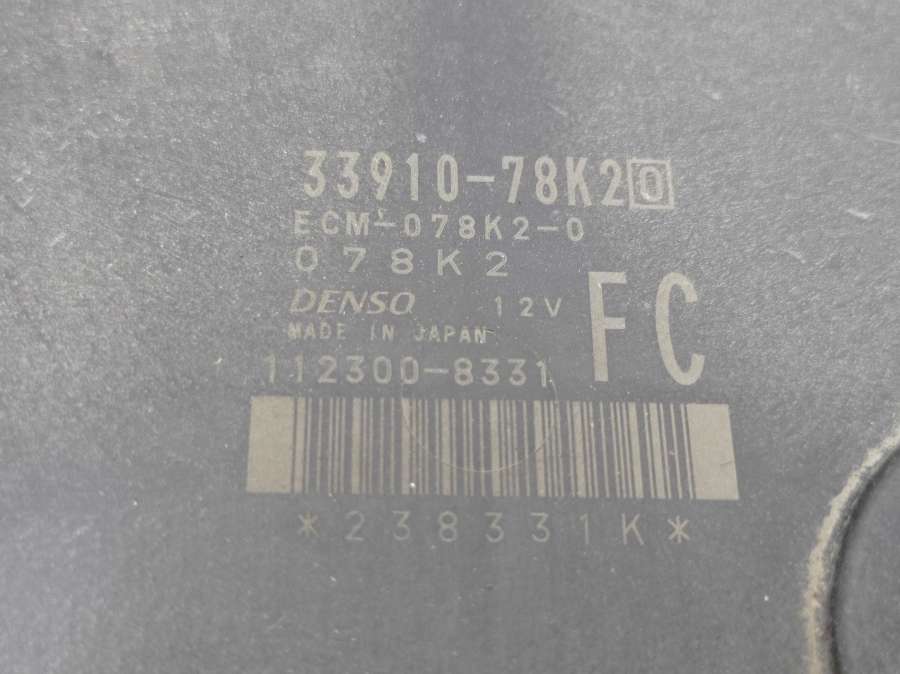 33910-78K20
ECM-078K2-0
078K2
DENSO 12V FC
MADE IN JAPAN
112300-8331
*238331K*